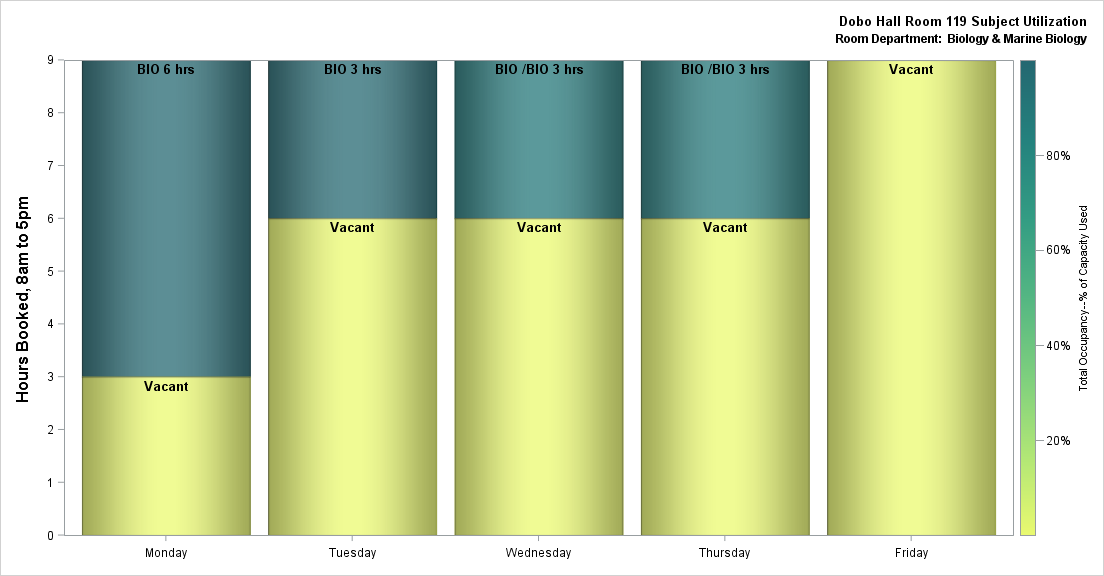 Dobo Hall Room 119 Subject Utilization
Room Department: Biology & Marine Biology
Hours Booked, 8am to 5pm
9
8
7
6
5
4
3
2
1
0
BIO 6 hrs
Vacant
BIO 3 hrs
Vacant
BIO /BIO 3 hrs
Vacant
BIO /BIO 3 hrs
Vacant
Vacant
Monday
Tuesday
Wednesday
Thursday
Friday
80%
60%
40%
20%
Total Occupancy--% of Capacity Used